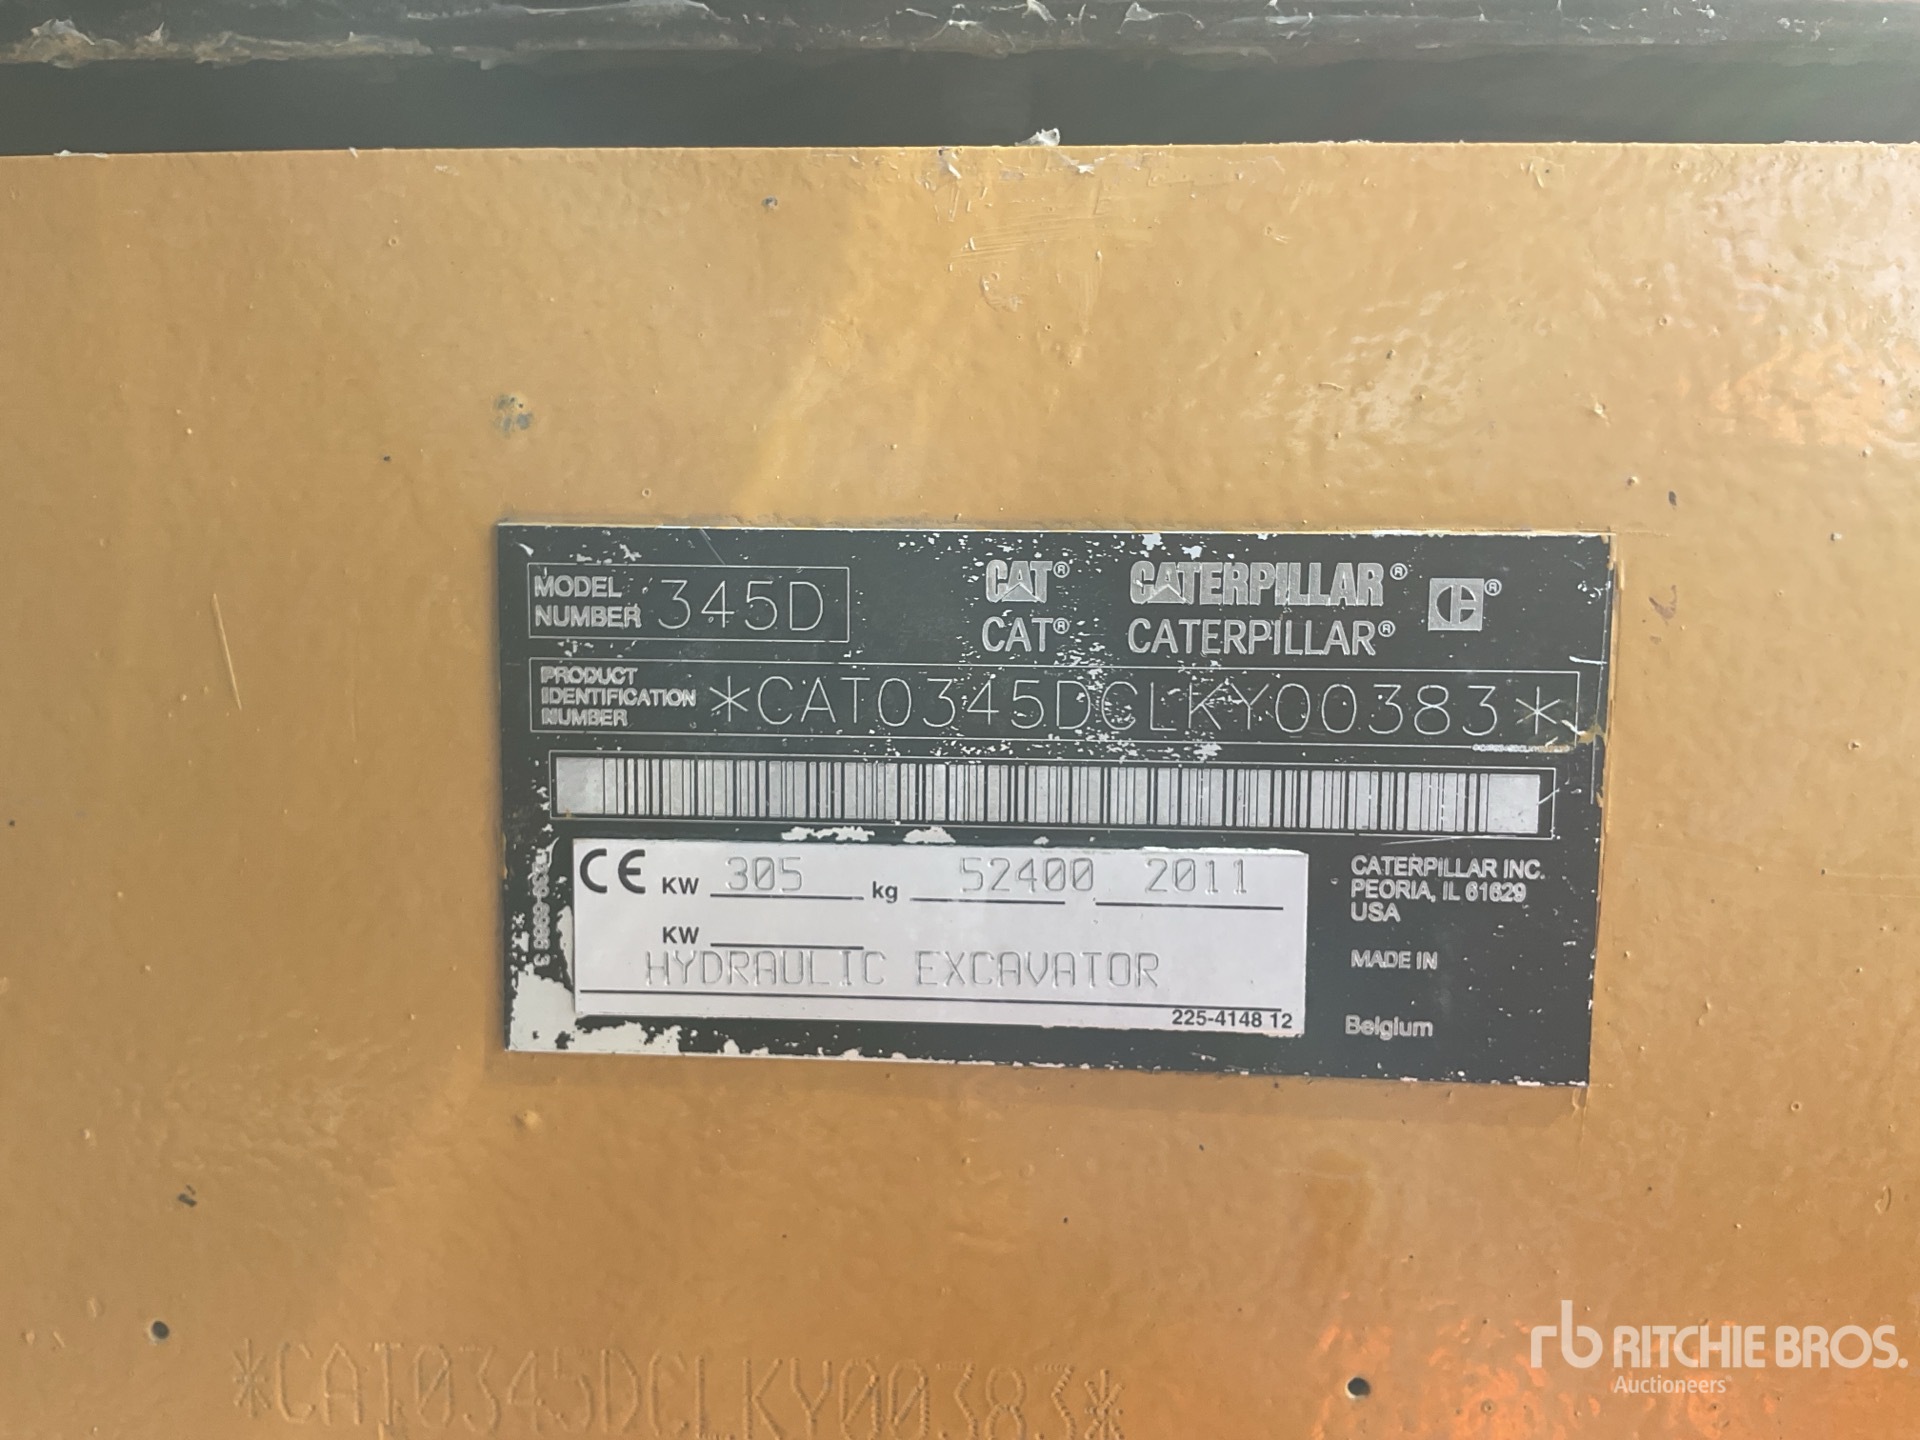 MODEL NUMBER 345D
CAT® CATERPILLAR® ®
CAT® CATERPILLAR®
PRODUCT IDENTIFICATION NUMBER *CAT0345DCLKY00383*
CE KW 305 kg 52400 2011
KW
HYDRAULIC EXCAVATOR
225-4148 12
CATERPILLAR INC.
PEORIA, IL 61629
USA
MADE IN
Belgium
*CAT0345DCLKY00383*
rb RITCHIE BROS.
Auctioneers